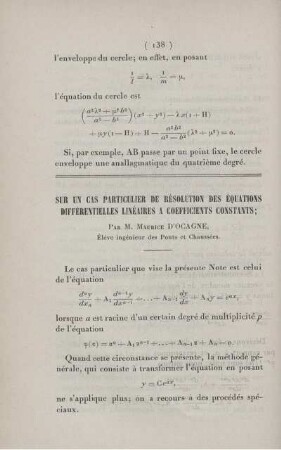 ( 138 )
l'enveloppe du cercle; en effet, en posant
1/l = λ, 1/m = μ,
l'équation du cercle est
(a²λ² + μ²b² / a² − b²)(x² + y²) − λx(1 + H)
+ μy(1 − H) + H − a²b²/(a² − b²) (λ² + μ²) = 0.
Si, par exemple, AB passe par un point fixe, le cercle
enveloppe une anallagmatique du quatrième degré.
SUR UN CAS PARTICULIER DE RÉSOLUTION DES ÉQUATIONS
DIFFÉRENTIELLES LINÉAIRES A COEFFICIENTS CONSTANTS;
PAR M. MAURICE D'OCAGNE,
Élève ingénieur des Ponts et Chaussées.
Le cas particulier que vise la présente Note est celui
de l'équation
dⁿy/dxⁿ + A₁ dⁿ⁻¹y/dxⁿ⁻¹ + ... + Aₙ₋₁ dy/dx + Aₙy = eᵃˣ,
lorsque a est racine d'un certain degré de multiplicité p
de l'équation
φ(z) = zⁿ + A₁zⁿ⁻¹ + ... + Aₙ₋₁z + Aₙ = 0.
Quand cette circonstance se présente, la méthode géné-
rale, qui consiste à transformer l'équation en posant
y = Ceᵃˣ,
ne s'applique plus; on a recours à des procédés spé-
ciaux.